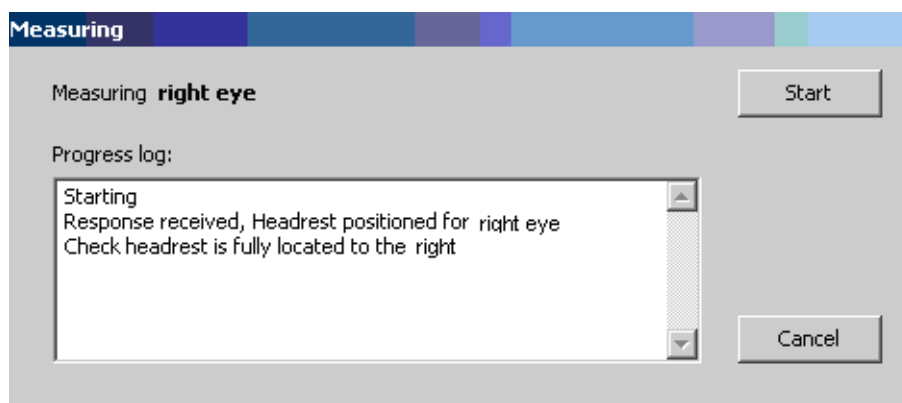 Measuring
Measuring right eye
Start
Progress log:
Starting
Response received, Headrest positioned for right eye
Check headrest is fully located to the right
Cancel